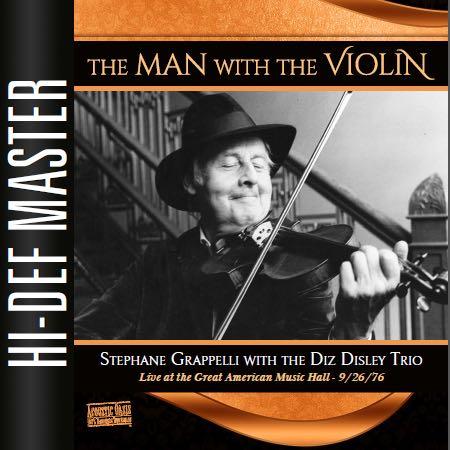 THE MAN WITH THE VIOLIN
HI-DEF MASTER
STEPHANE GRAPPELLI WITH THE DIZ DISLEY TRIO
Live at the Great American Music Hall - 9/26/76
ACOUSTIC OASIS